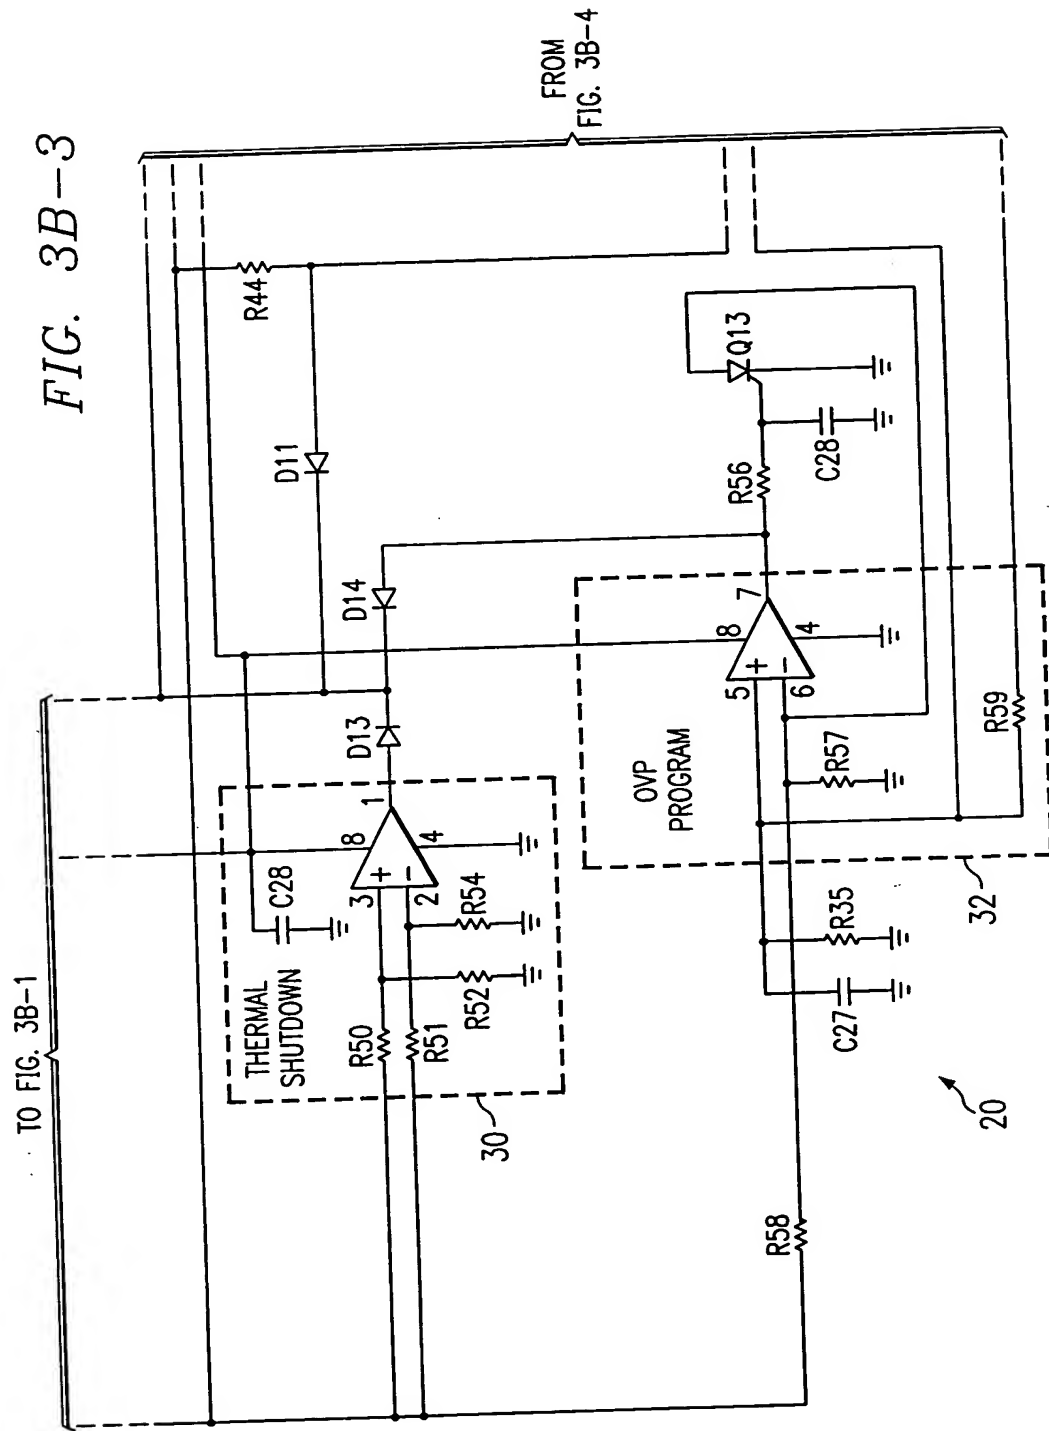 FIG. 3B-3
TO FIG. 3B-1
FROM
FIG. 3B-4
R44
D11
D14
D13
Q13
R56
C28
THERMAL
SHUTDOWN
C28
8
3
+
1
2
−
4
R50
R51
R52
R54
30
OVP
PROGRAM
8
5
+
7
6
−
4
R57
R59
32
R35
C27
R58
20